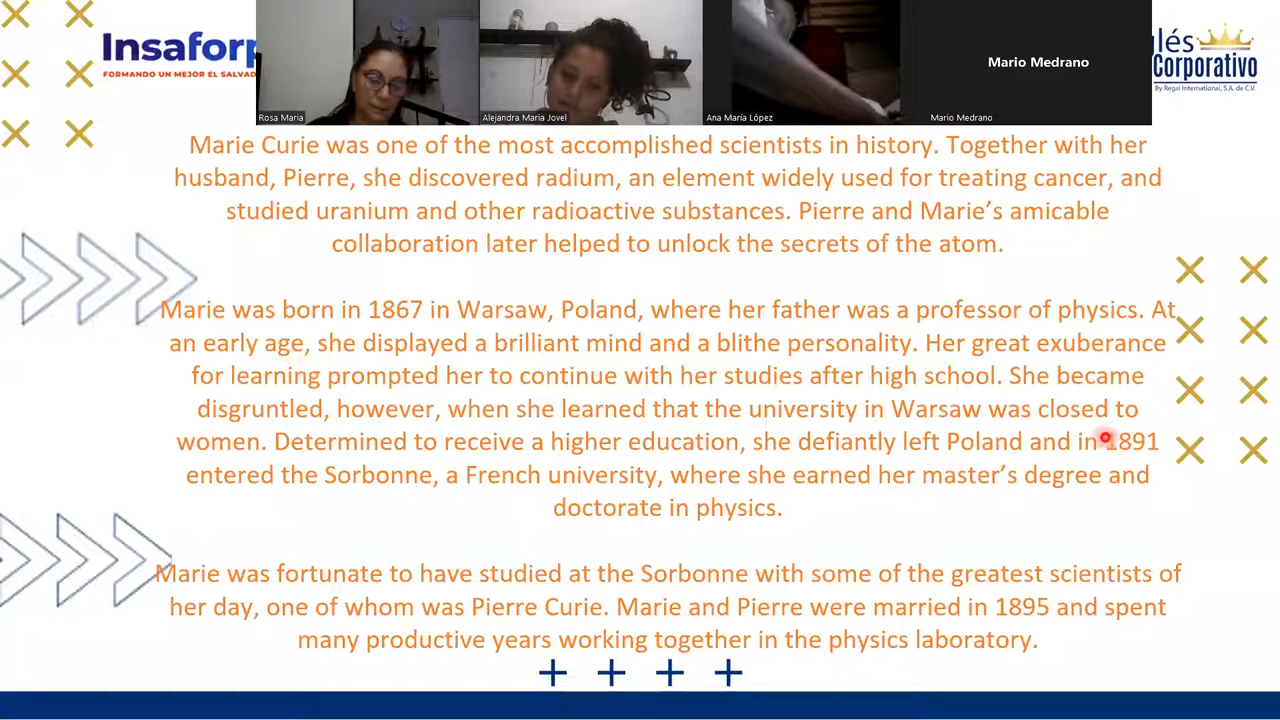 Insaforp
FORMANDO UN MEJOR EL SALVA
Rosa Maria
Alejandra Maria Jovel
Ana María López
Mario Medrano
Mario Medrano
lés
Corporativo
By Regal International, S.A. de C.V.
Marie Curie was one of the most accomplished scientists in history. Together with her
husband, Pierre, she discovered radium, an element widely used for treating cancer, and
studied uranium and other radioactive substances. Pierre and Marie’s amicable
collaboration later helped to unlock the secrets of the atom.
Marie was born in 1867 in Warsaw, Poland, where her father was a professor of physics. At
an early age, she displayed a brilliant mind and a blithe personality. Her great exuberance
for learning prompted her to continue with her studies after high school. She became
disgruntled, however, when she learned that the university in Warsaw was closed to
women. Determined to receive a higher education, she defiantly left Poland and in 1891
entered the Sorbonne, a French university, where she earned her master’s degree and
doctorate in physics.
Marie was fortunate to have studied at the Sorbonne with some of the greatest scientists of
her day, one of whom was Pierre Curie. Marie and Pierre were married in 1895 and spent
many productive years working together in the physics laboratory.